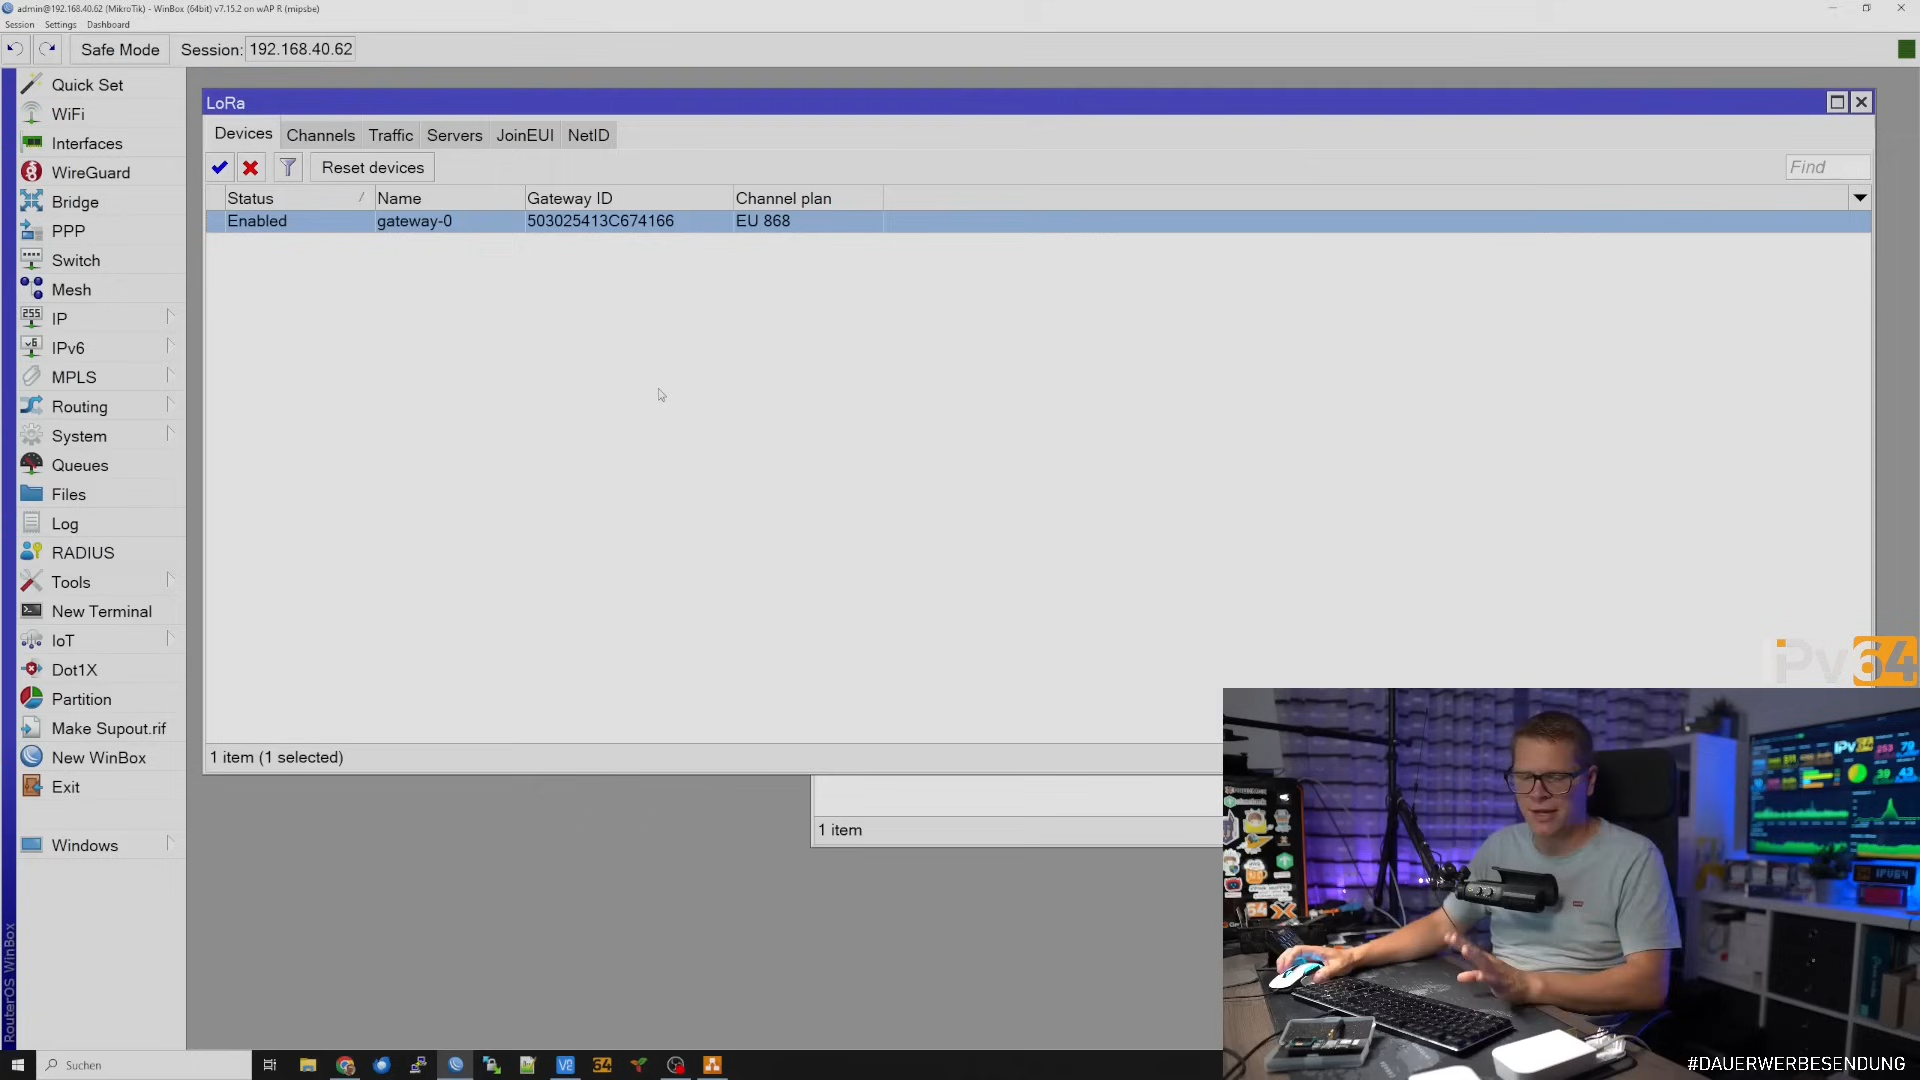 admin@192.168.40.62 (MikroTik) - WinBox (64bit) v7.15.2 on wAP R (mipsbe)
Session Settings Dashboard
Safe Mode Session: 192.168.40.62
Quick Set
WiFi
Interfaces
WireGuard
Bridge
PPP
Switch
Mesh
IP
IPv6
MPLS
Routing
System
Queues
Files
Log
RADIUS
Tools
New Terminal
IoT
Dot1X
Partition
Make Supout.rif
New WinBox
Exit
Windows
RouterOS WinBox
LoRa
Devices Channels Traffic Servers JoinEUI NetID
Reset devices Find
Status Name Gateway ID Channel plan
Enabled gateway-0 503025413C674166 EU 868
1 item (1 selected)
1 item
iPv64
#DAUERWERBESENDUNG
Suchen